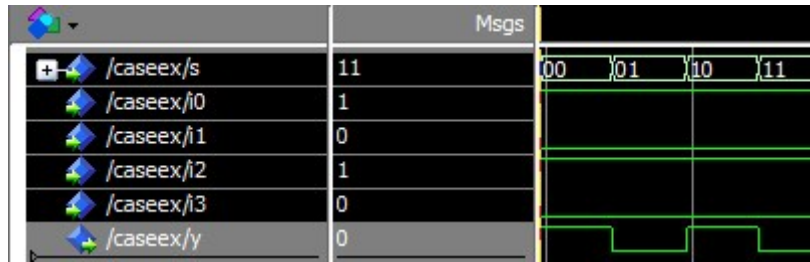 Msgs
/caseex/s 11 00 01 10 11
/caseex/i0 1
/caseex/i1 0
/caseex/i2 1
/caseex/i3 0
/caseex/y 0